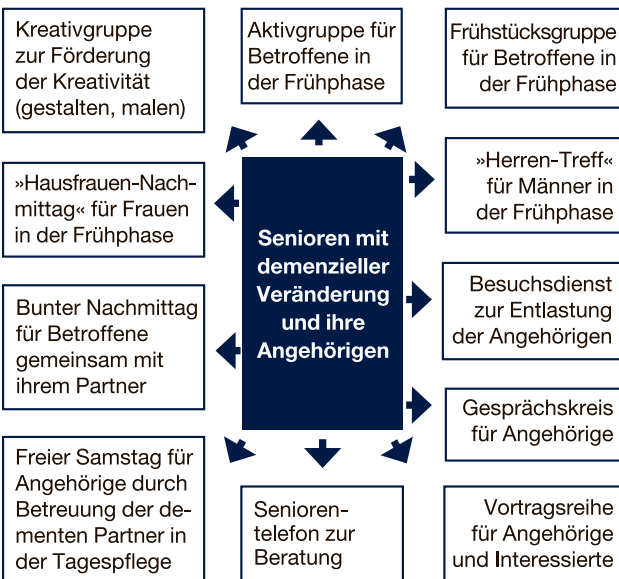 Kreativgruppe
zur Förderung
der Kreativität
(gestalten, malen)
Aktivgruppe für
Betroffene in
der Frühphase
Frühstücksgruppe
für Betroffene in
der Frühphase
»Hausfrauen-Nach-
mittag« für Frauen
in der Frühphase
»Herren-Treff«
für Männer in
der Frühphase
Senioren mit
demenzieller
Veränderung
und ihre
Angehörigen
Bunter Nachmittag
für Betroffene
gemeinsam mit
ihrem Partner
Besuchsdienst
zur Entlastung
der Angehörigen
Gesprächskreis
für Angehörige
Freier Samstag für
Angehörige durch
Betreuung der de-
menten Partner in
der Tagespflege
Senioren-
telefon zur
Beratung
Vortragsreihe
für Angehörige
und Interessierte